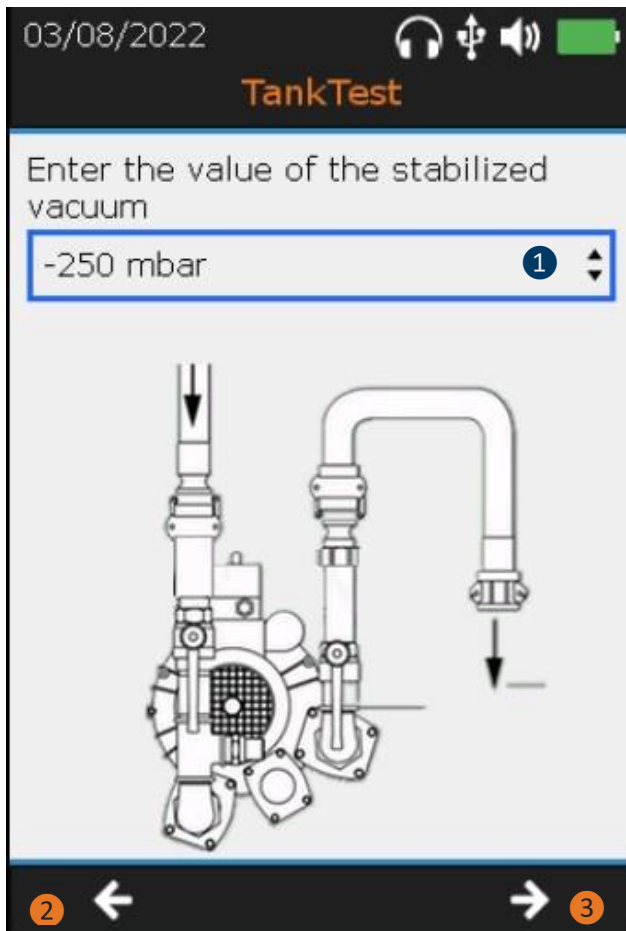 03/08/2022
TankTest
Enter the value of the stabilized
vacuum
-250 mbar
1
2
3